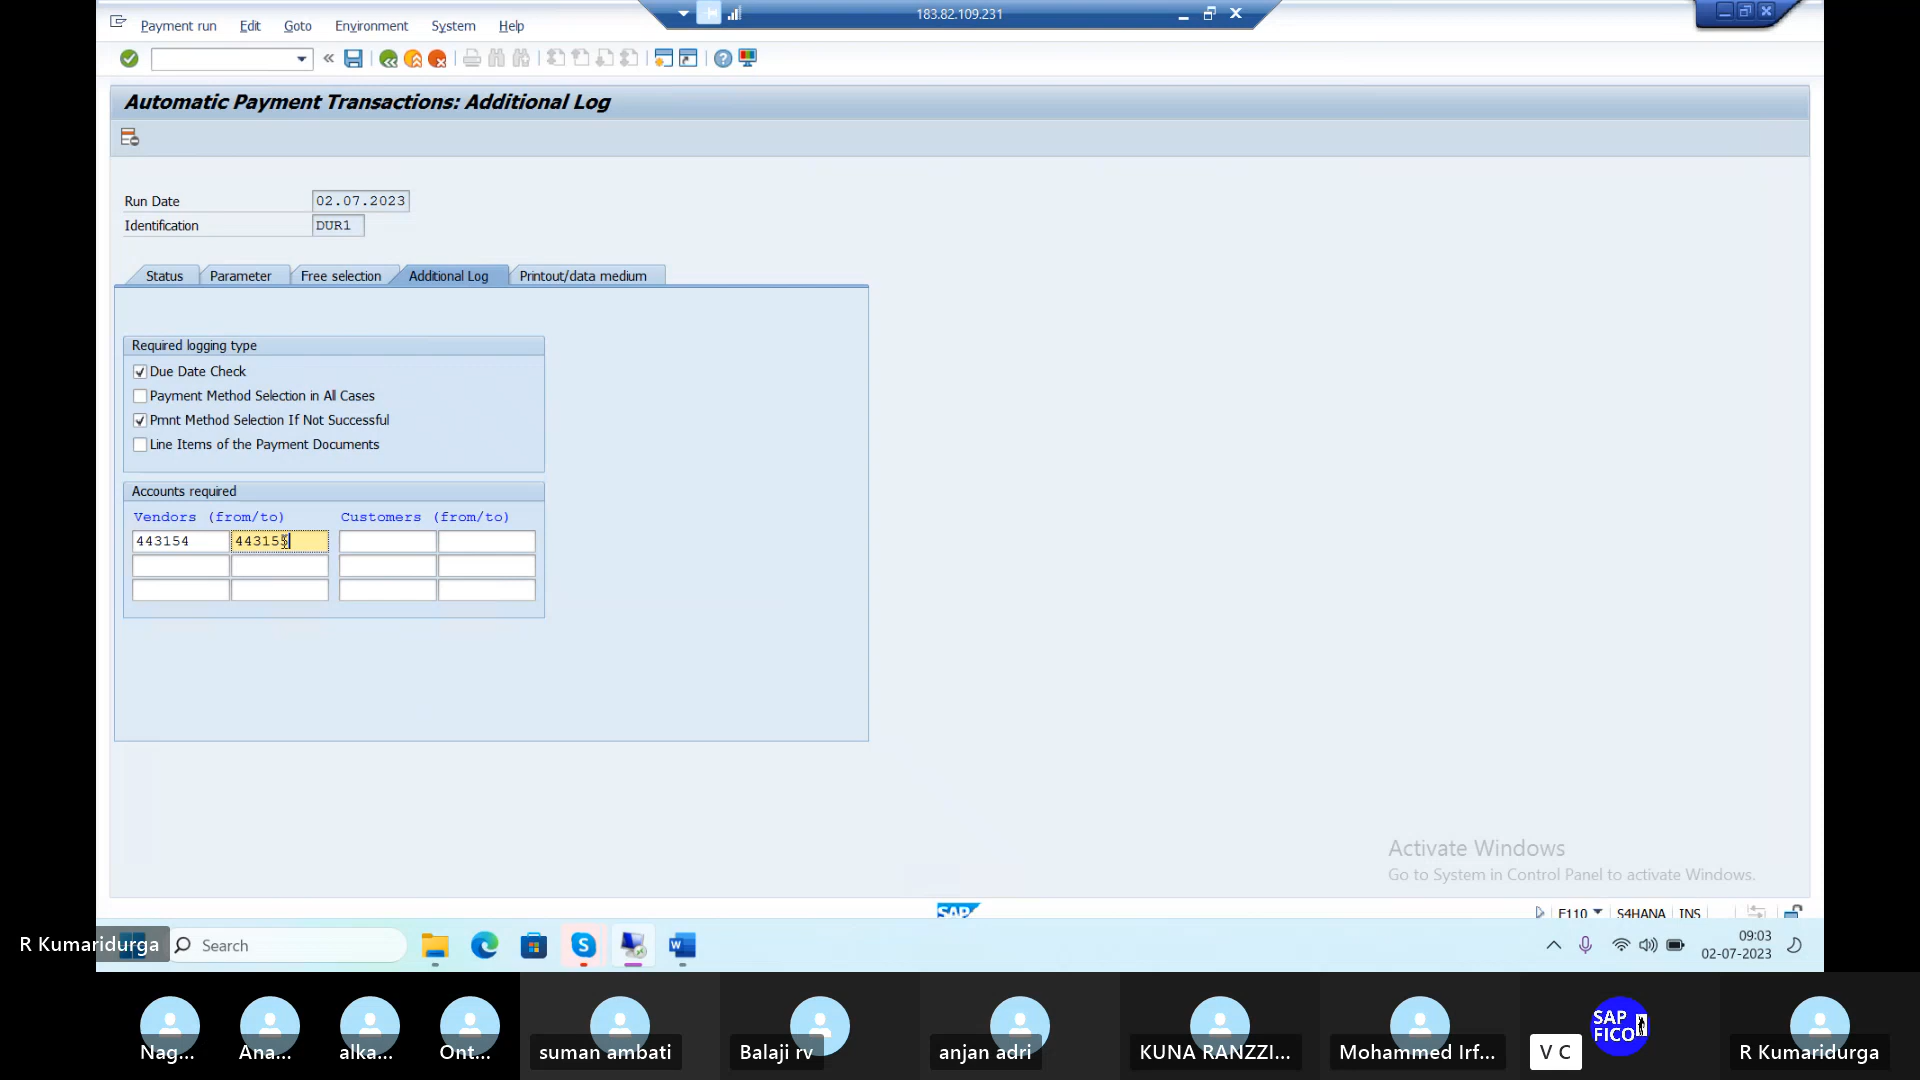 183.82.109.231
Payment run Edit Goto Environment System Help
Automatic Payment Transactions: Additional Log
Run Date 02.07.2023
Identification DUR1
Status Parameter Free selection Additional Log Printout/data medium
Required logging type
Due Date Check
Payment Method Selection in All Cases
Pmnt Method Selection If Not Successful
Line Items of the Payment Documents
Accounts required
Vendors (from/to) Customers (from/to)
443154 443155
Activate Windows
Go to System in Control Panel to activate Windows.
SAP
F110 S4HANA INS
R Kumaridurga
Search
09:03
02-07-2023
SAP
FICO
Nag... Ana... alka... Ont... suman ambati Balaji rv anjan adri KUNA RANZZI... Mohammed Irf... V C R Kumaridurga